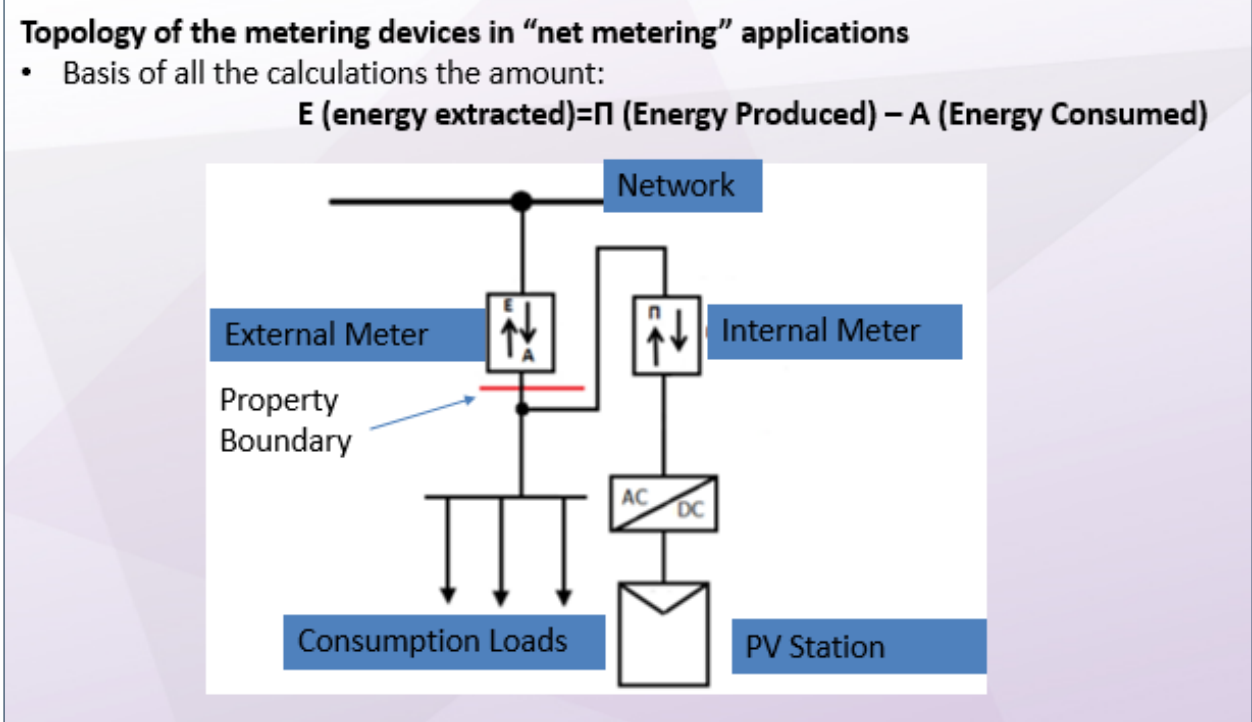 Topology of the metering devices in “net metering” applications
• Basis of all the calculations the amount:
E (energy extracted)=Π (Energy Produced) – A (Energy Consumed)
Network
E
A
Π
External Meter
Internal Meter
Property
Boundary
AC
DC
Consumption Loads
PV Station